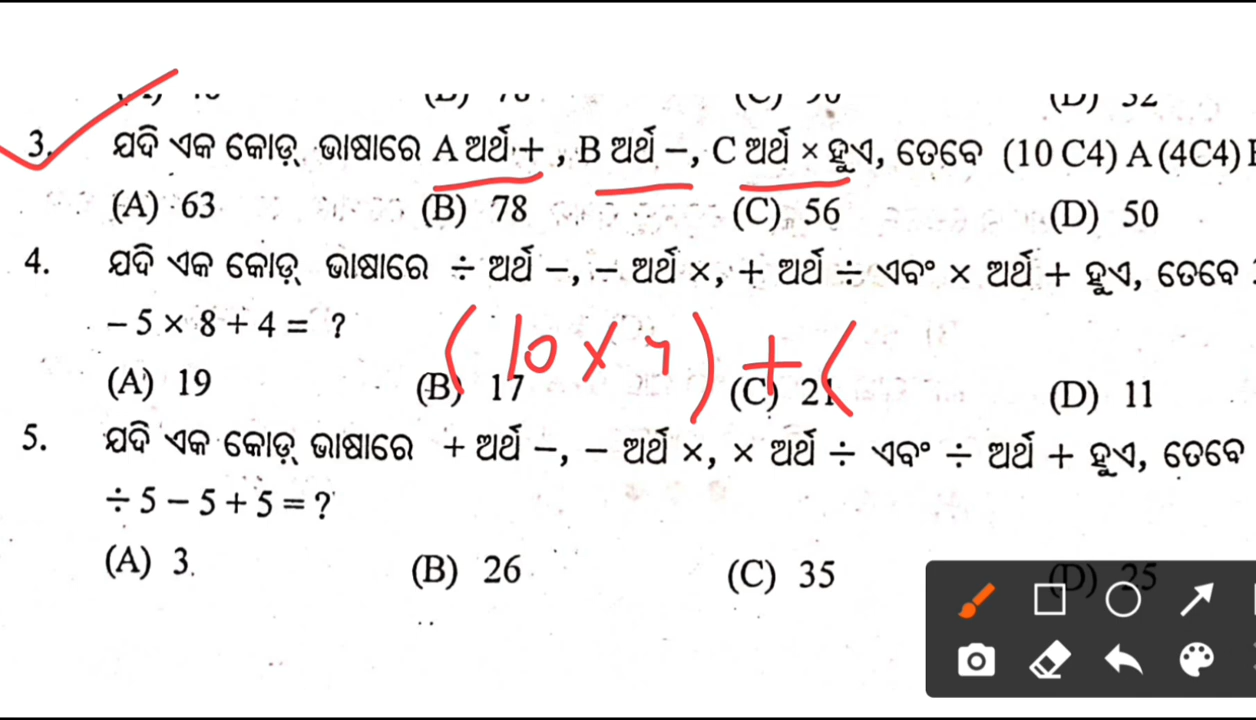 3. ଯଦି ଏକ କୋଡ୍ ଭାଷାରେ A ଅର୍ଥ + , B ଅର୍ଥ −, C ଅର୍ଥ × ହୁଏ, ତେବେ (10 C4) A (4C4)
(A) 63 (B) 78 (C) 56 (D) 50
4. ଯଦି ଏକ କୋଡ୍ ଭାଷାରେ ÷ ଅର୍ଥ −, − ଅର୍ଥ ×, + ଅର୍ଥ ÷ ଏବଂ × ଅର୍ଥ + ହୁଏ, ତେବେ
− 5 × 8 + 4 = ?
(10 × 4) + (
(A) 19 (B) 17 (C) 21 (D) 11
5. ଯଦି ଏକ କୋଡ୍ ଭାଷାରେ + ଅର୍ଥ −, − ଅର୍ଥ ×, × ଅର୍ଥ ÷ ଏବଂ ÷ ଅର୍ଥ + ହୁଏ, ତେବେ
÷ 5 − 5 + 5 = ?
(A) 3. (B) 26 (C) 35 (D) 25